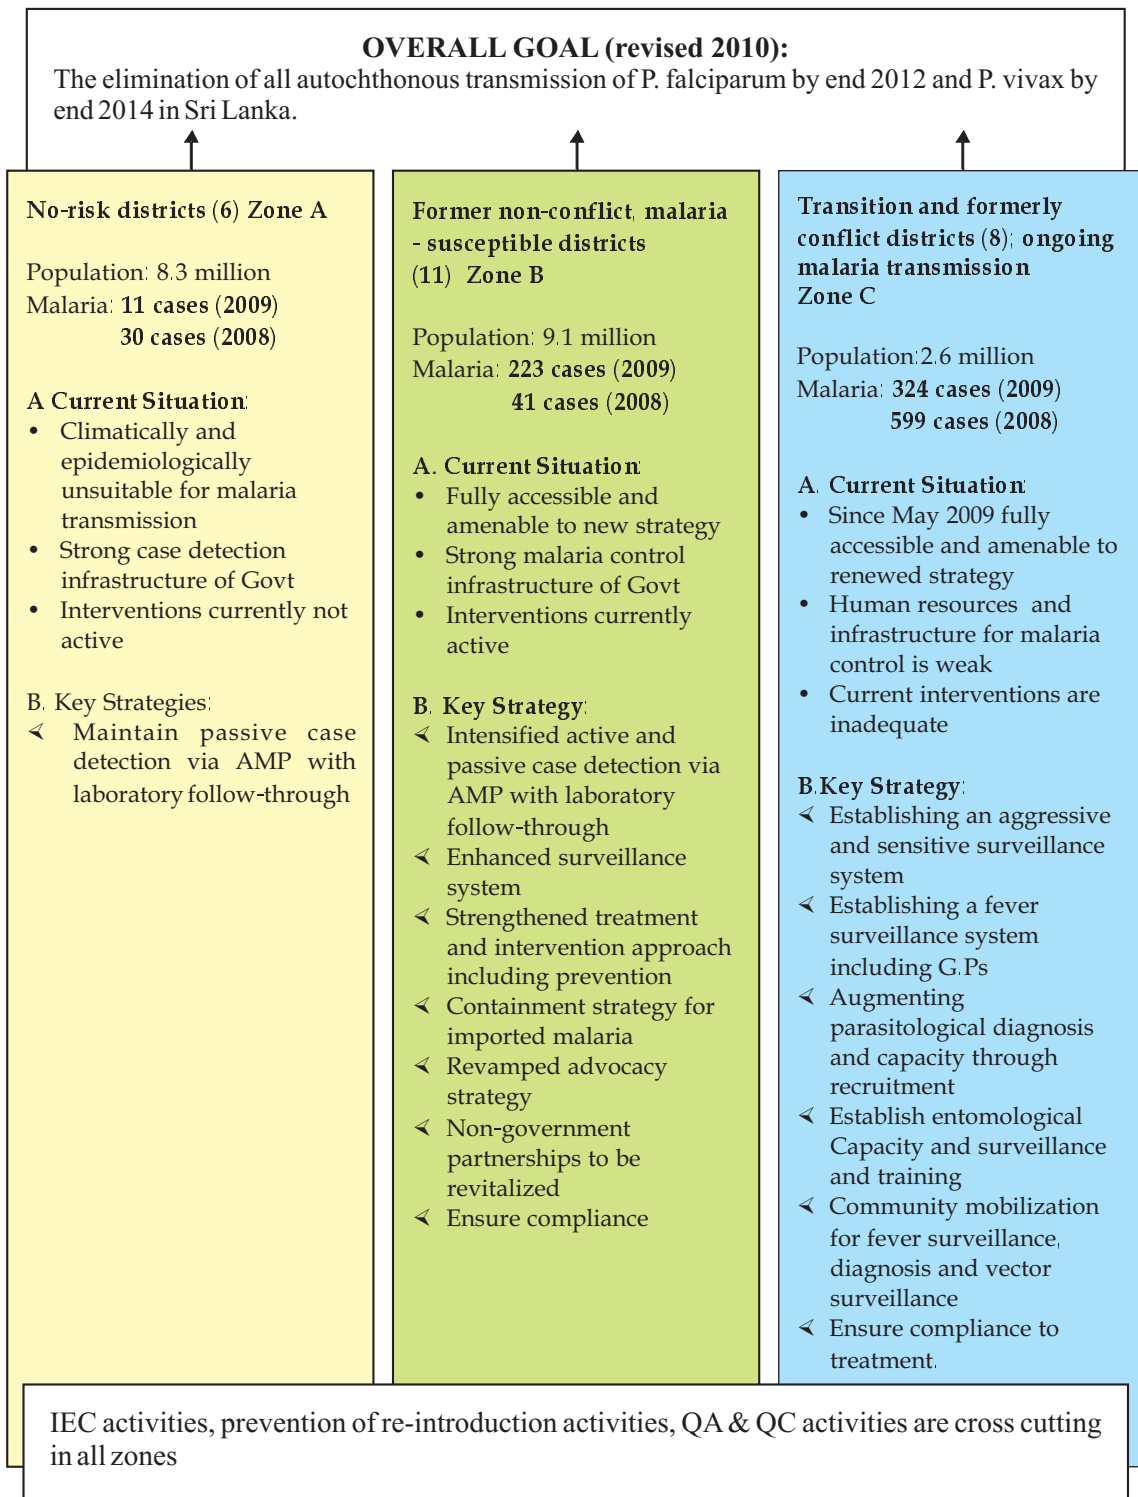 OVERALL GOAL (revised 2010):
The elimination of all autochthonous transmission of P. falciparum by end 2012 and P. vivax by
end 2014 in Sri Lanka.
No-risk districts (6) Zone A
Population: 8.3 million
Malaria: 11 cases (2009)
30 cases (2008)
A Current Situation:
• Climatically and
epidemiologically
unsuitable for malaria
transmission
• Strong case detection
infrastructure of Govt
• Interventions currently not
active
B. Key Strategies:
⮘ Maintain passive case
detection via AMP with
laboratory follow-through
Former non-conflict, malaria
- susceptible districts
(11) Zone B
Population: 9.1 million
Malaria: 223 cases (2009)
41 cases (2008)
A. Current Situation:
• Fully accessible and
amenable to new strategy
• Strong malaria control
infrastructure of Govt
• Interventions currently
active
B. Key Strategy:
⮘ Intensified active and
passive case detection via
AMP with laboratory
follow-through
⮘ Enhanced surveillance
system
⮘ Strengthened treatment
and intervention approach
including prevention
⮘ Containment strategy for
imported malaria
⮘ Revamped advocacy
strategy
⮘ Non-government
partnerships to be
revitalized
⮘ Ensure compliance
Transition and formerly
conflict districts (8); ongoing
malaria transmission
Zone C
Population: 2.6 million
Malaria: 324 cases (2009)
599 cases (2008)
A. Current Situation:
• Since May 2009 fully
accessible and amenable to
renewed strategy
• Human resources and
infrastructure for malaria
control is weak
• Current interventions are
inadequate
B. Key Strategy:
⮘ Establishing an aggressive
and sensitive surveillance
system
⮘ Establishing a fever
surveillance system
including G.Ps
⮘ Augmenting
parasitological diagnosis
and capacity through
recruitment
⮘ Establish entomological
Capacity and surveillance
and training
⮘ Community mobilization
for fever surveillance,
diagnosis and vector
surveillance
⮘ Ensure compliance to
treatment.
IEC activities, prevention of re-introduction activities, QA & QC activities are cross cutting
in all zones